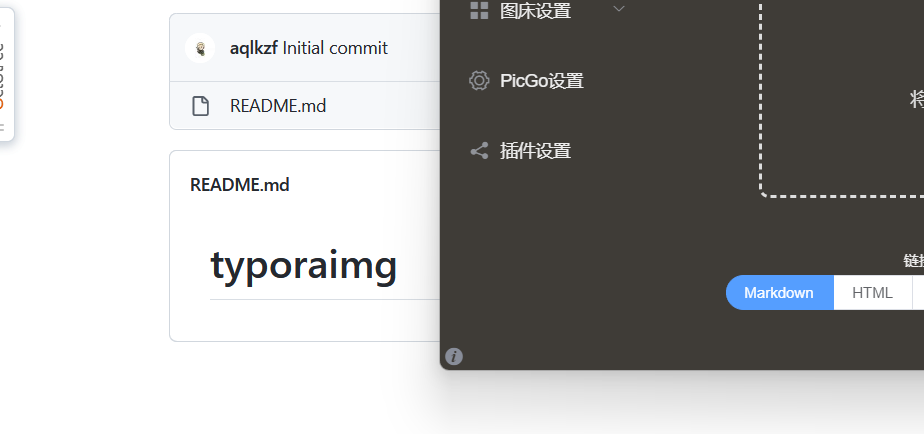 aqlkzf Initial commit
README.md
README.md
typoraimg
图床设置
PicGo设置
插件设置
将
链接
Markdown
HTML